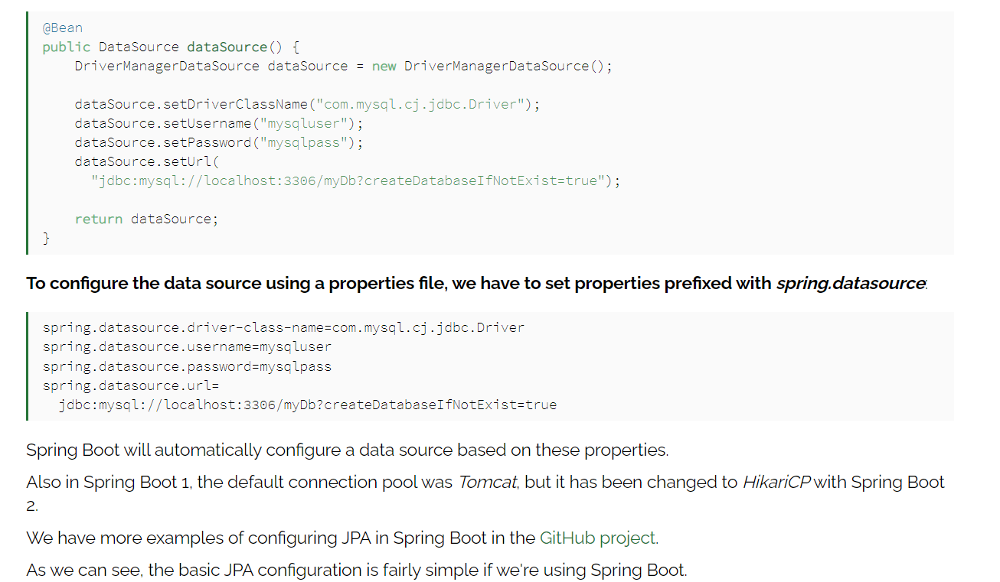 @Bean
public DataSource dataSource() {
    DriverManagerDataSource dataSource = new DriverManagerDataSource();
    dataSource.setDriverClassName("com.mysql.cj.jdbc.Driver");
    dataSource.setUsername("mysqluser");
    dataSource.setPassword("mysqlpass");
    dataSource.setUrl(
      "jdbc:mysql://localhost:3306/myDb?createDatabaseIfNotExist=true");
    return dataSource;
}
To configure the data source using a properties file, we have to set properties prefixed with spring.datasource:
spring.datasource.driver-class-name=com.mysql.cj.jdbc.Driver
spring.datasource.username=mysqluser
spring.datasource.password=mysqlpass
spring.datasource.url=
  jdbc:mysql://localhost:3306/myDb?createDatabaseIfNotExist=true
Spring Boot will automatically configure a data source based on these properties.
Also in Spring Boot 1, the default connection pool was Tomcat, but it has been changed to HikariCP with Spring Boot
2.
We have more examples of configuring JPA in Spring Boot in the GitHub project.
As we can see, the basic JPA configuration is fairly simple if we're using Spring Boot.